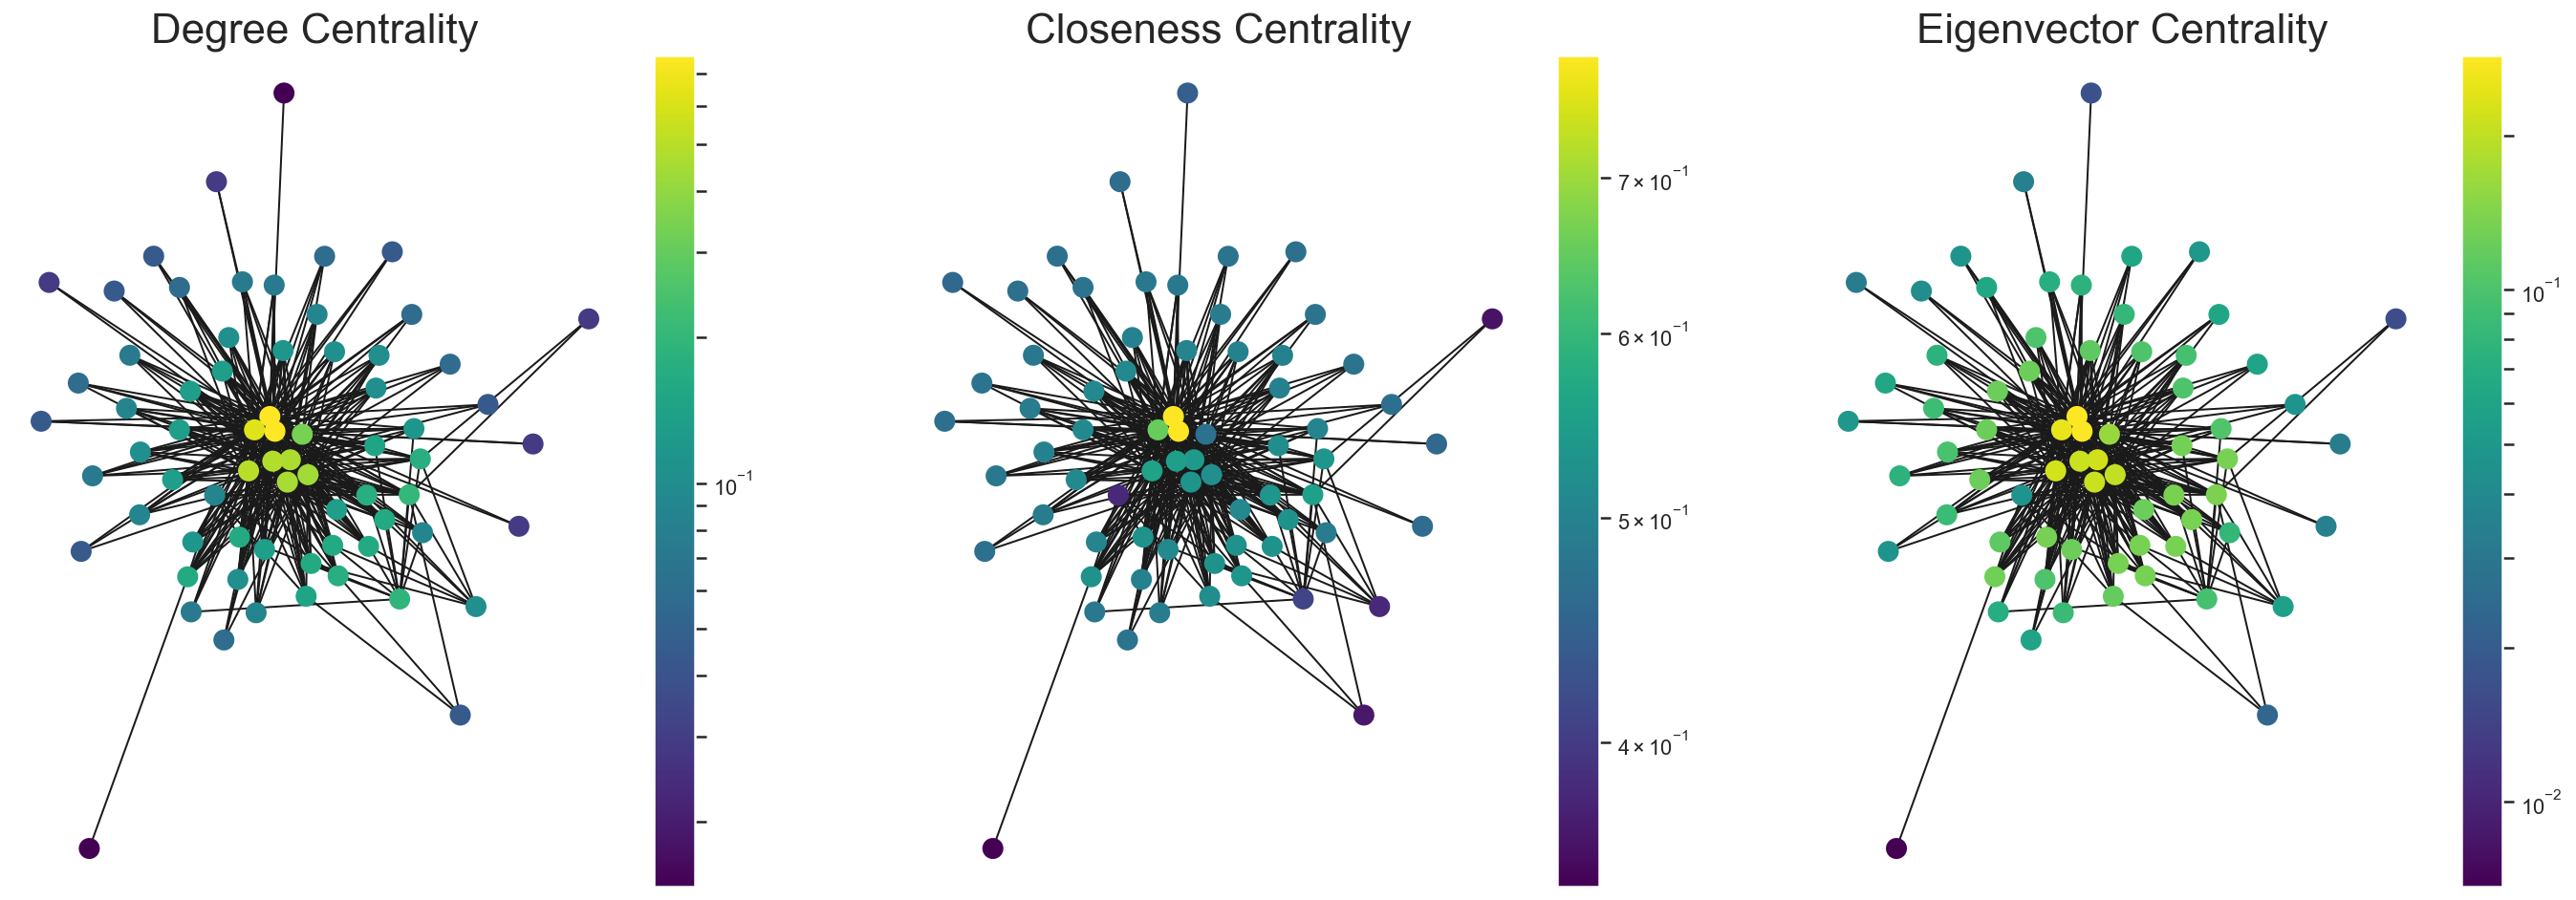 Degree Centrality
10⁻¹
Closeness Centrality
7 × 10⁻¹
6 × 10⁻¹
5 × 10⁻¹
4 × 10⁻¹
Eigenvector Centrality
10⁻¹
10⁻²